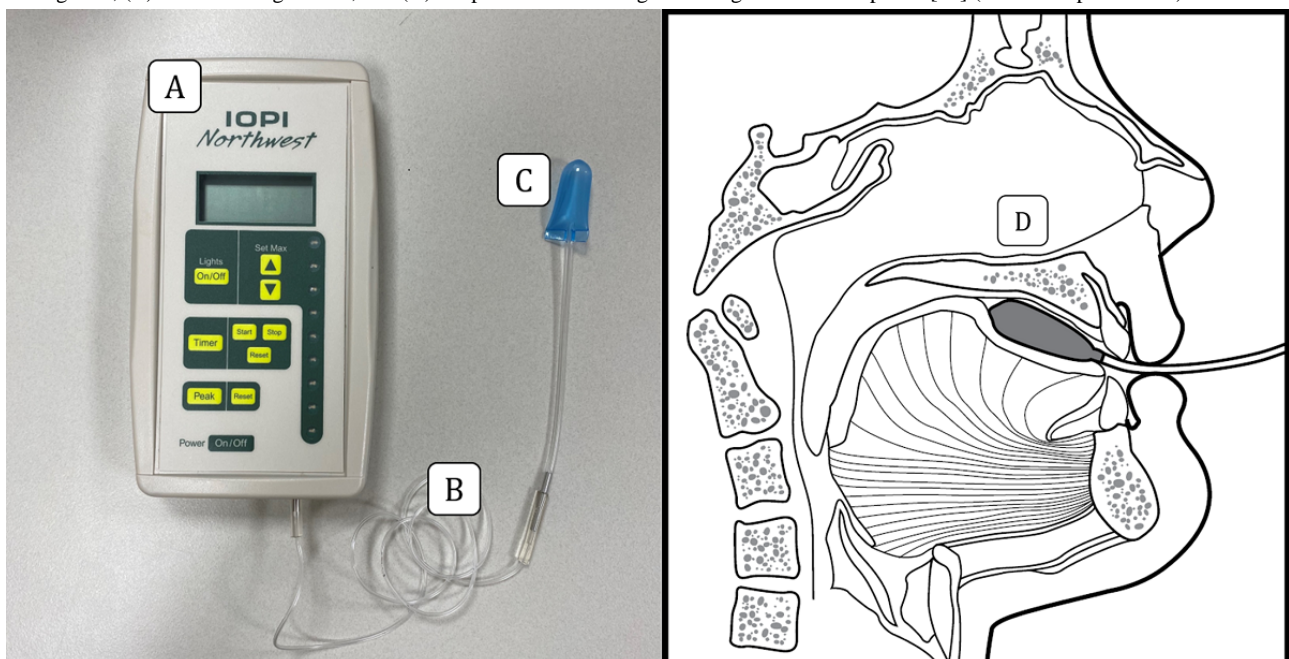 A
IOPI
Northwest
Lights
On/Off
Set Max
Timer
Start
Stop
Reset
Peak
Reset
Power
On/Off
B
C
D